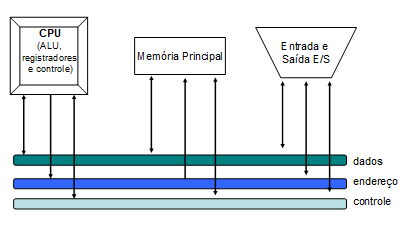 CPU
(ALU,
registradores
e controle)
Memória Principal
Entrada e
Saída E/S
dados
endereço
controle